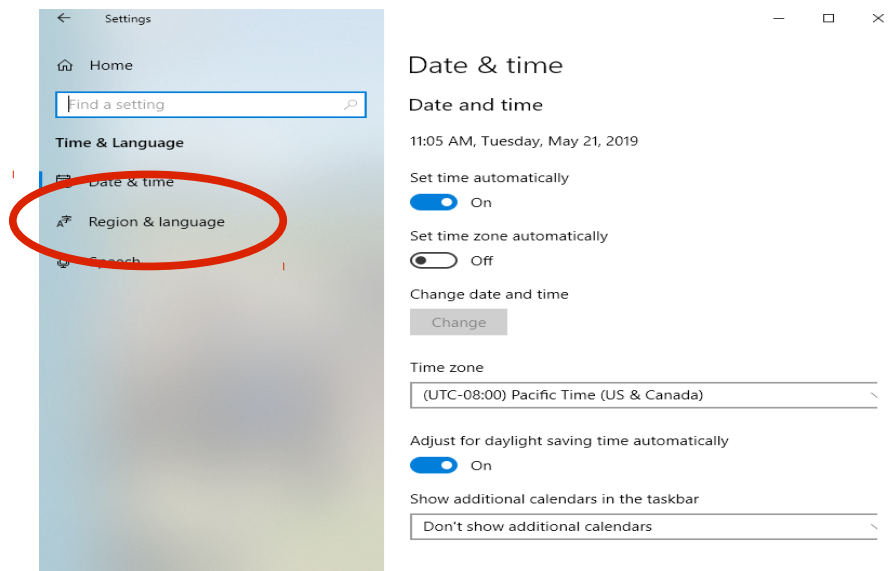 Settings
Home
Find a setting
Time & Language
Date & time
Region & language
Speech
Date & time
Date and time
11:05 AM, Tuesday, May 21, 2019
Set time automatically
On
Set time zone automatically
Off
Change date and time
Change
Time zone
(UTC-08:00) Pacific Time (US & Canada)
Adjust for daylight saving time automatically
On
Show additional calendars in the taskbar
Don't show additional calendars